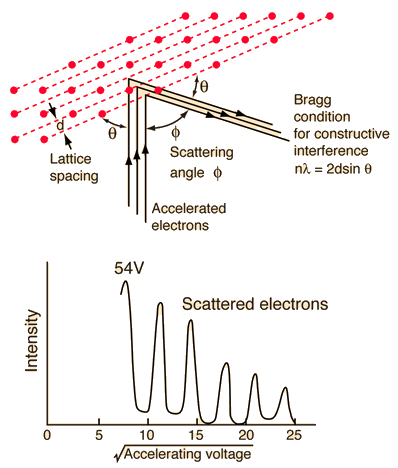 θ
Bragg
condition
for constructive
interference
nλ = 2dsin θ
d
θ
ϕ
Lattice
spacing
Scattering
angle ϕ
Accelerated
electrons
54V
Scattered electrons
Intensity
0 5 10 15 20 25
√Accelerating voltage